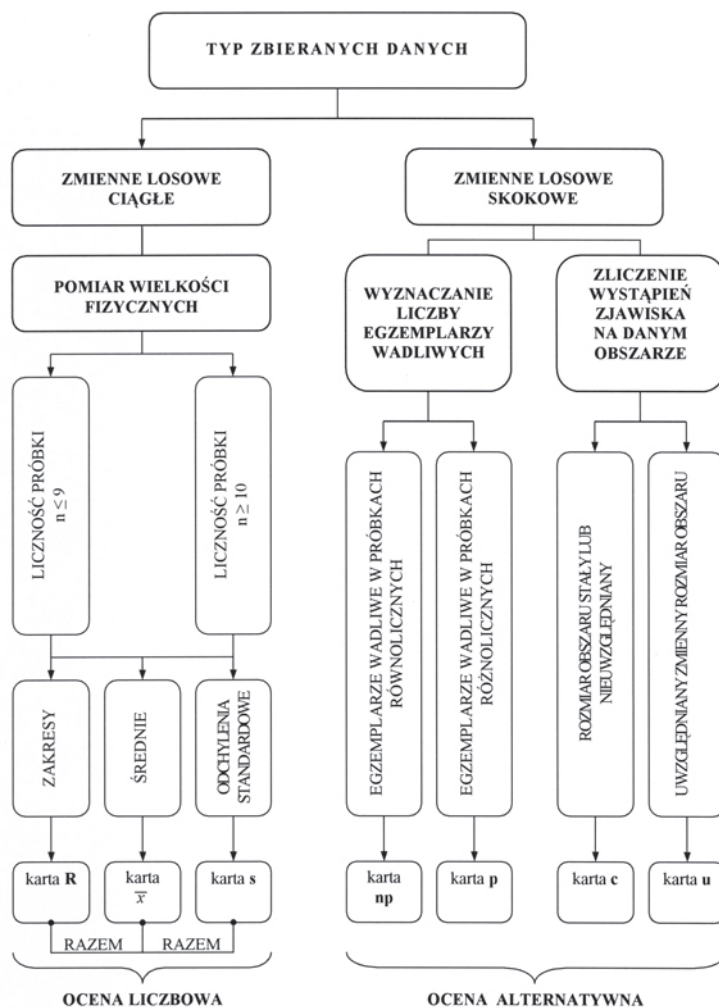 TYP ZBIERANYCH DANYCH
ZMIENNE LOSOWE
CIĄGŁE
ZMIENNE LOSOWE
SKOKOWE
POMIAR WIELKOŚCI
FIZYCZNYCH
WYZNACZANIE
LICZBY
EGZEMPLARZY
WADLIWYCH
ZLICZENIE
WYSTĄPIEŃ
ZJAWISKA
NA DANYM
OBSZARZE
LICZNOŚĆ PRÓBKI
n ≤ 9
LICZNOŚĆ PRÓBKI
n ≥ 10
EGZEMPLARZE WADLIWE W PRÓBKACH
RÓWNOLICZNYCH
EGZEMPLARZE WADLIWE W PRÓBKACH
RÓŻNOLICZNYCH
ROZMIAR OBSZARU STAŁY LUB
NIEUWZGLĘDNIANY
UWZGLĘDNIANY ZMIENNY ROZMIAR OBSZARU
ZAKRESY
ŚREDNIE
ODCHYLENIA
STANDARDOWE
karta R
karta
x̅
karta s
karta
np
karta p
karta c
karta u
RAZEM
RAZEM
OCENA LICZBOWA
OCENA ALTERNATYWNA